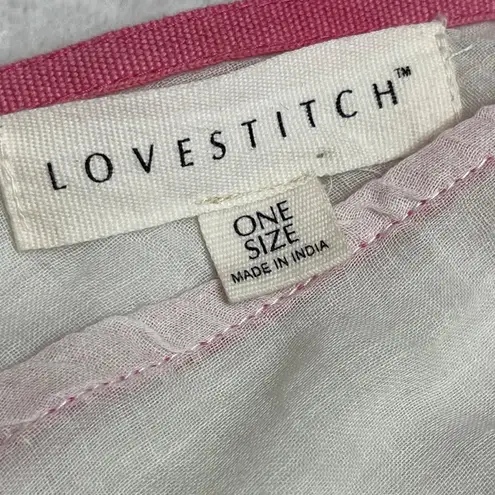 LOVESTITCH™
ONE
SIZE
MADE IN INDIA